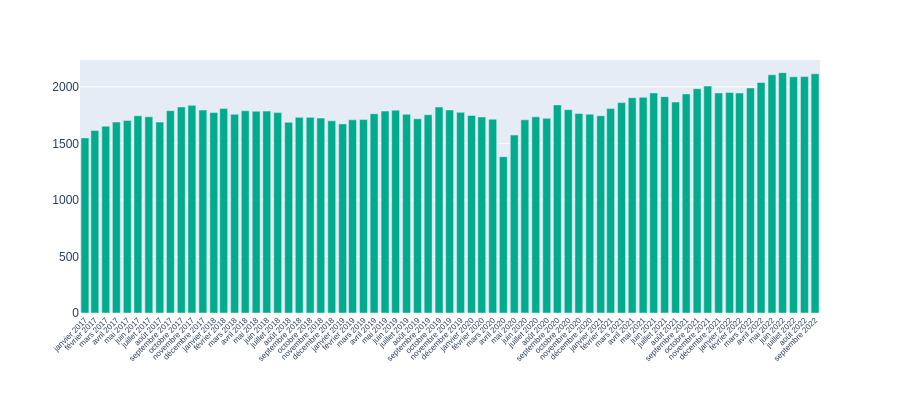 2000
1500
1000
500
0
janvier 2017
février 2017
mars 2017
avril 2017
mai 2017
juin 2017
juillet 2017
août 2017
septembre 2017
octobre 2017
novembre 2017
décembre 2017
janvier 2018
février 2018
mars 2018
avril 2018
mai 2018
juin 2018
juillet 2018
août 2018
septembre 2018
octobre 2018
novembre 2018
décembre 2018
janvier 2019
février 2019
mars 2019
avril 2019
mai 2019
juin 2019
juillet 2019
août 2019
septembre 2019
octobre 2019
novembre 2019
décembre 2019
janvier 2020
février 2020
mars 2020
avril 2020
mai 2020
juin 2020
juillet 2020
août 2020
septembre 2020
octobre 2020
novembre 2020
décembre 2020
janvier 2021
février 2021
mars 2021
avril 2021
mai 2021
juin 2021
juillet 2021
août 2021
septembre 2021
octobre 2021
novembre 2021
décembre 2021
janvier 2022
février 2022
mars 2022
avril 2022
mai 2022
juin 2022
juillet 2022
août 2022
septembre 2022